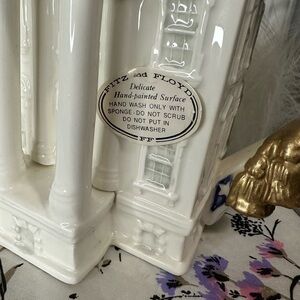 FITZ and FLOYD
Delicate
Hand-painted Surface
HAND WASH ONLY WITH
SPONGE - DO NOT SCRUB
DO NOT PUT IN
DISHWASHER
FF